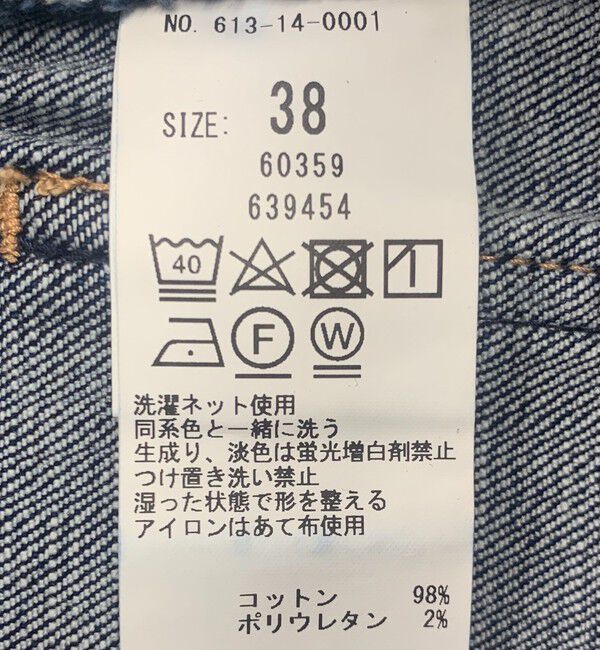 NO. 613-14-0001
SIZE: 38
60359
639454
40
F W
洗濯ネット使用
同系色と一緒に洗う
生成り、淡色は蛍光増白剤禁止
つけ置き洗い禁止
湿った状態で形を整える
アイロンはあて布使用
コットン 98%
ポリウレタン 2%